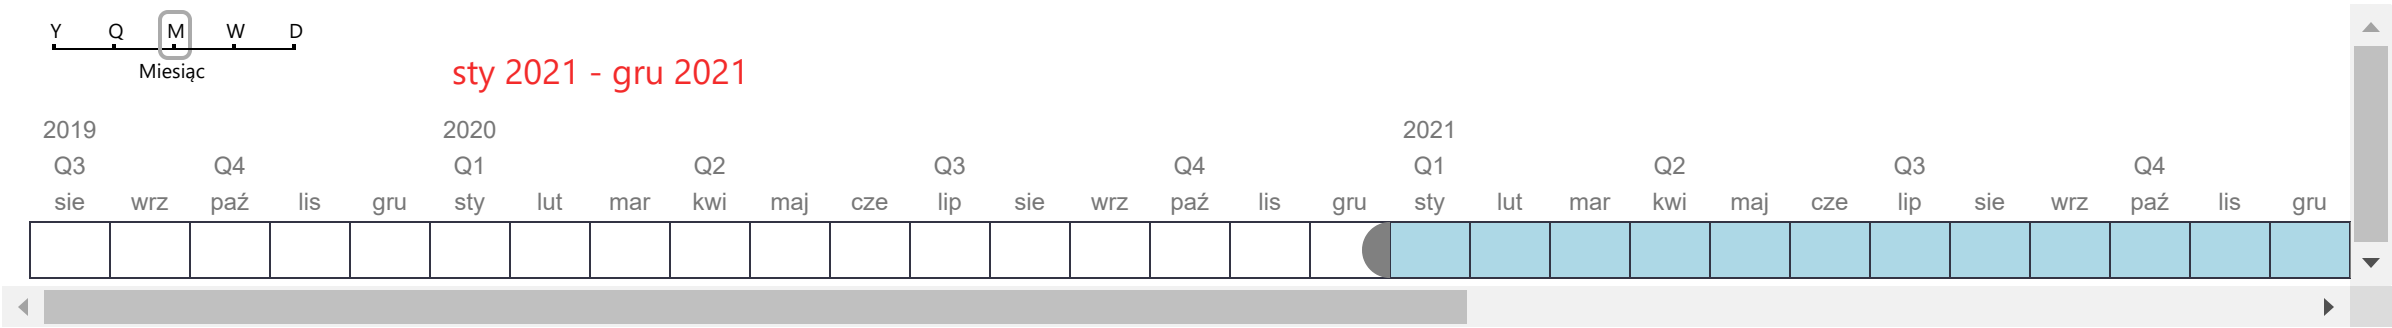 Y Q M W D
Miesiąc
sty 2021 - gru 2021
2019 2020 2021
Q3 Q4 Q1 Q2 Q3 Q4 Q1 Q2 Q3 Q4
sie wrz paź lis gru sty lut mar kwi maj cze lip sie wrz paź lis gru sty lut mar kwi maj cze lip sie wrz paź lis gru